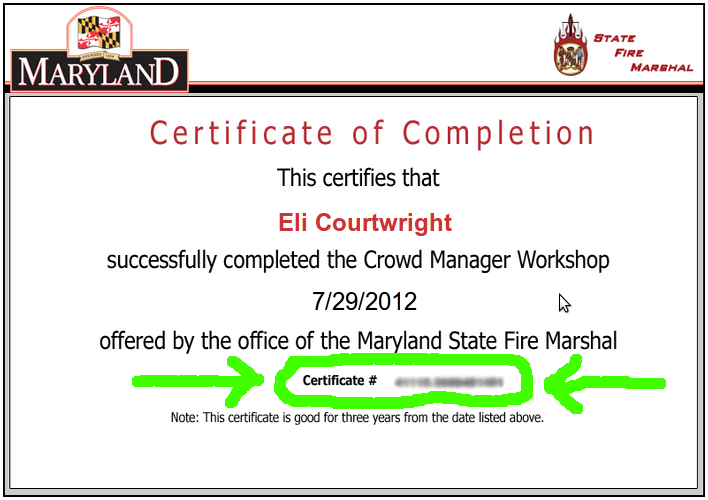 MARYLAND
STATE
FIRE
MARSHAL
Certificate of Completion
This certifies that
Eli Courtwright
successfully completed the Crowd Manager Workshop
7/29/2012
offered by the office of the Maryland State Fire Marshal
Certificate #
Note: This certificate is good for three years from the date listed above.